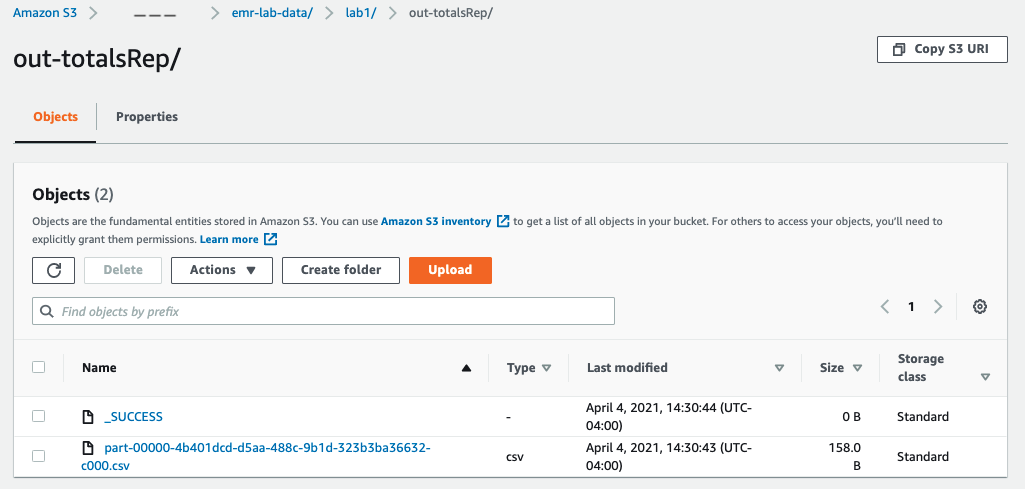 Amazon S3 > — — — > emr-lab-data/ > lab1/ > out-totalsRep/
out-totalsRep/
Copy S3 URI
Objects
Properties
Objects (2)
Objects are the fundamental entities stored in Amazon S3. You can use Amazon S3 inventory to get a list of all objects in your bucket. For others to access your objects, you'll need to
explicitly grant them permissions. Learn more
Delete Actions Create folder Upload
Find objects by prefix
1
Name Type Last modified Size Storage
class
_SUCCESS - April 4, 2021, 14:30:44 (UTC-
04:00) 0 B Standard
part-00000-4b401dcd-d5aa-488c-9b1d-323b3ba36632-
c000.csv csv April 4, 2021, 14:30:43 (UTC-
04:00) 158.0
B Standard